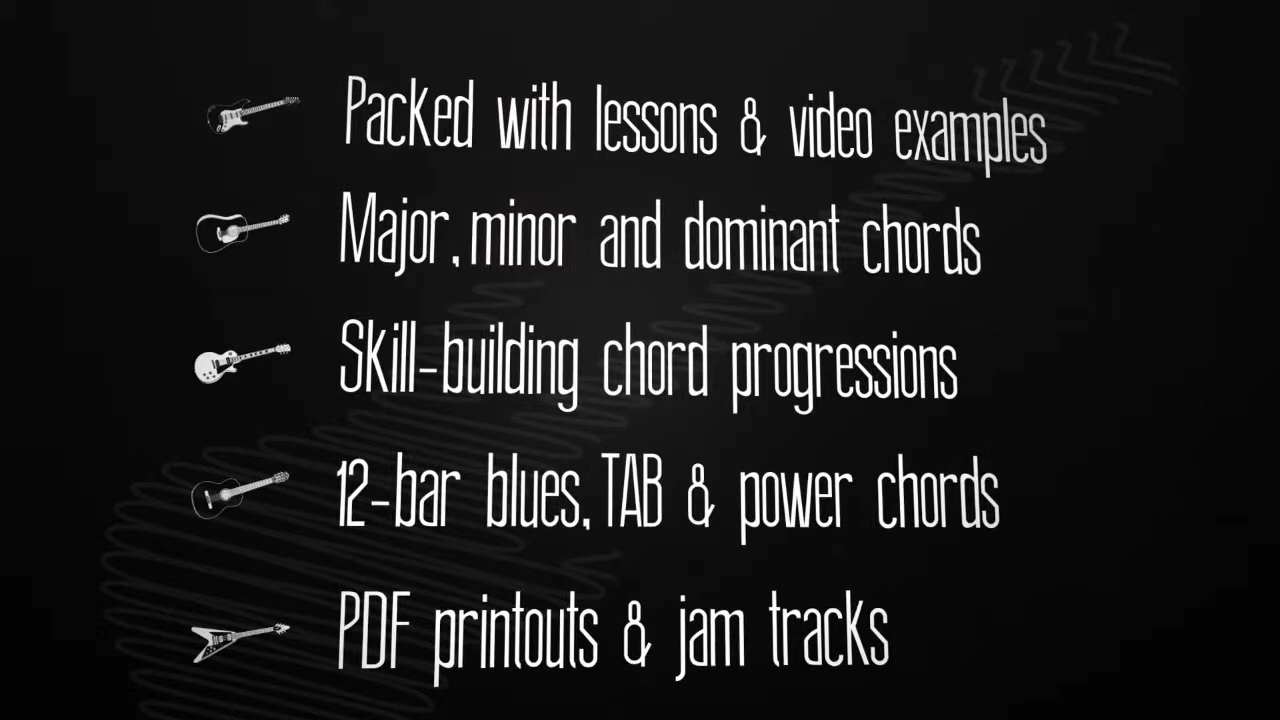 Packed with lessons & video examples
Major, minor and dominant chords
Skill-building chord progressions
12-bar blues, TAB & power chords
PDF printouts & jam tracks